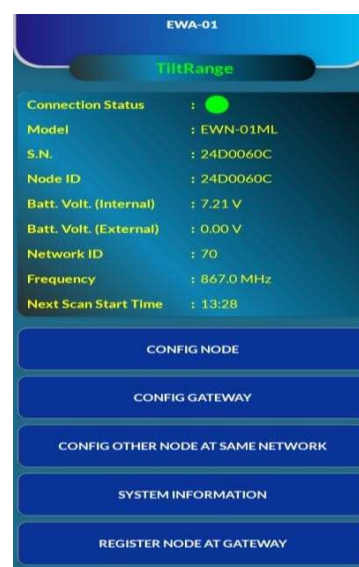 EWA-01
TiltRange
Connection Status :
Model : EWN-01ML
S.N. : 24D0060C
Node ID : 24D0060C
Batt. Volt. (Internal) : 7.21 V
Batt. Volt. (External) : 0.00 V
Network ID : 70
Frequency : 867.0 MHz
Next Scan Start Time : 13:28
CONFIG NODE
CONFIG GATEWAY
CONFIG OTHER NODE AT SAME NETWORK
SYSTEM INFORMATION
REGISTER NODE AT GATEWAY